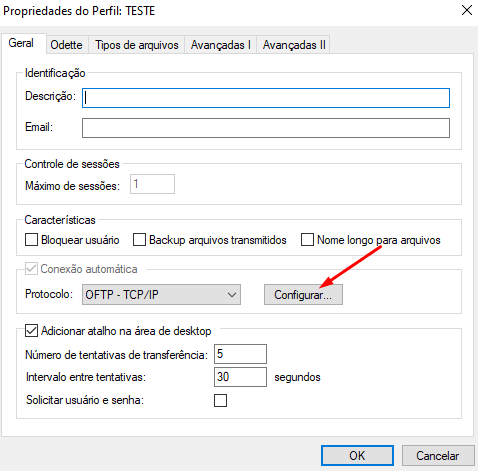 Propriedades do Perfil: TESTE
Geral Odette Tipos de arquivos Avançadas I Avançadas II
Identificação
Descrição:
Email:
Controle de sessões
Máximo de sessões: 1
Características
Bloquear usuário Backup arquivos transmitidos Nome longo para arquivos
Conexão automática
Protocolo: OFTP - TCP/IP Configurar...
Adicionar atalho na área de desktop
Número de tentativas de transferência: 5
Intervalo entre tentativas: 30 segundos
Solicitar usuário e senha:
OK Cancelar